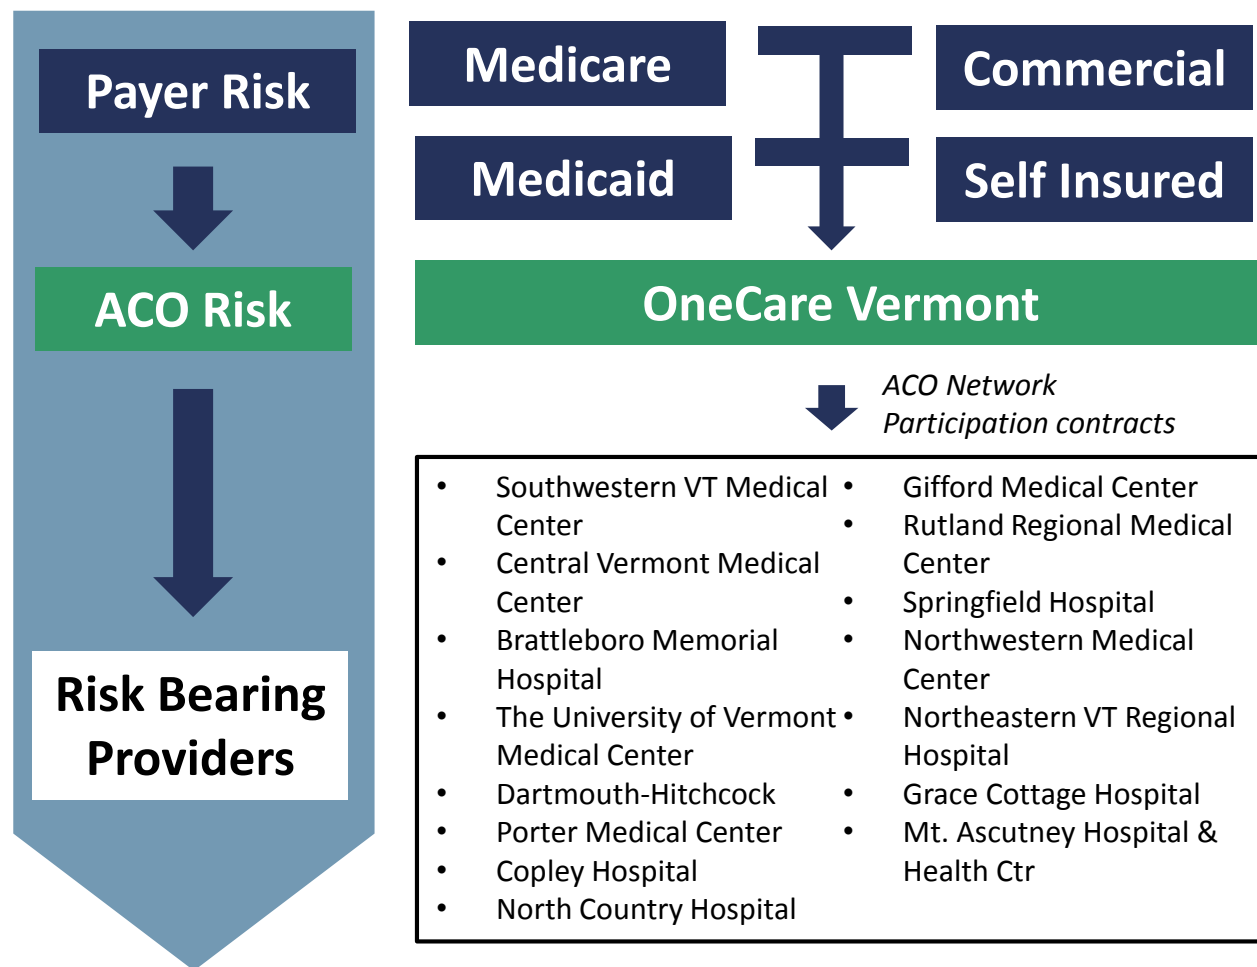 Payer Risk
ACO Risk
Risk Bearing
Providers
Medicare
Commercial
Medicaid
Self Insured
OneCare Vermont
ACO Network
Participation contracts
• Southwestern VT Medical
Center
• Central Vermont Medical
Center
• Brattleboro Memorial
Hospital
• The University of Vermont
Medical Center
• Dartmouth-Hitchcock
• Porter Medical Center
• Copley Hospital
• North Country Hospital
• Gifford Medical Center
• Rutland Regional Medical
Center
• Springfield Hospital
• Northwestern Medical
Center
• Northeastern VT Regional
Hospital
• Grace Cottage Hospital
• Mt. Ascutney Hospital &
Health Ctr